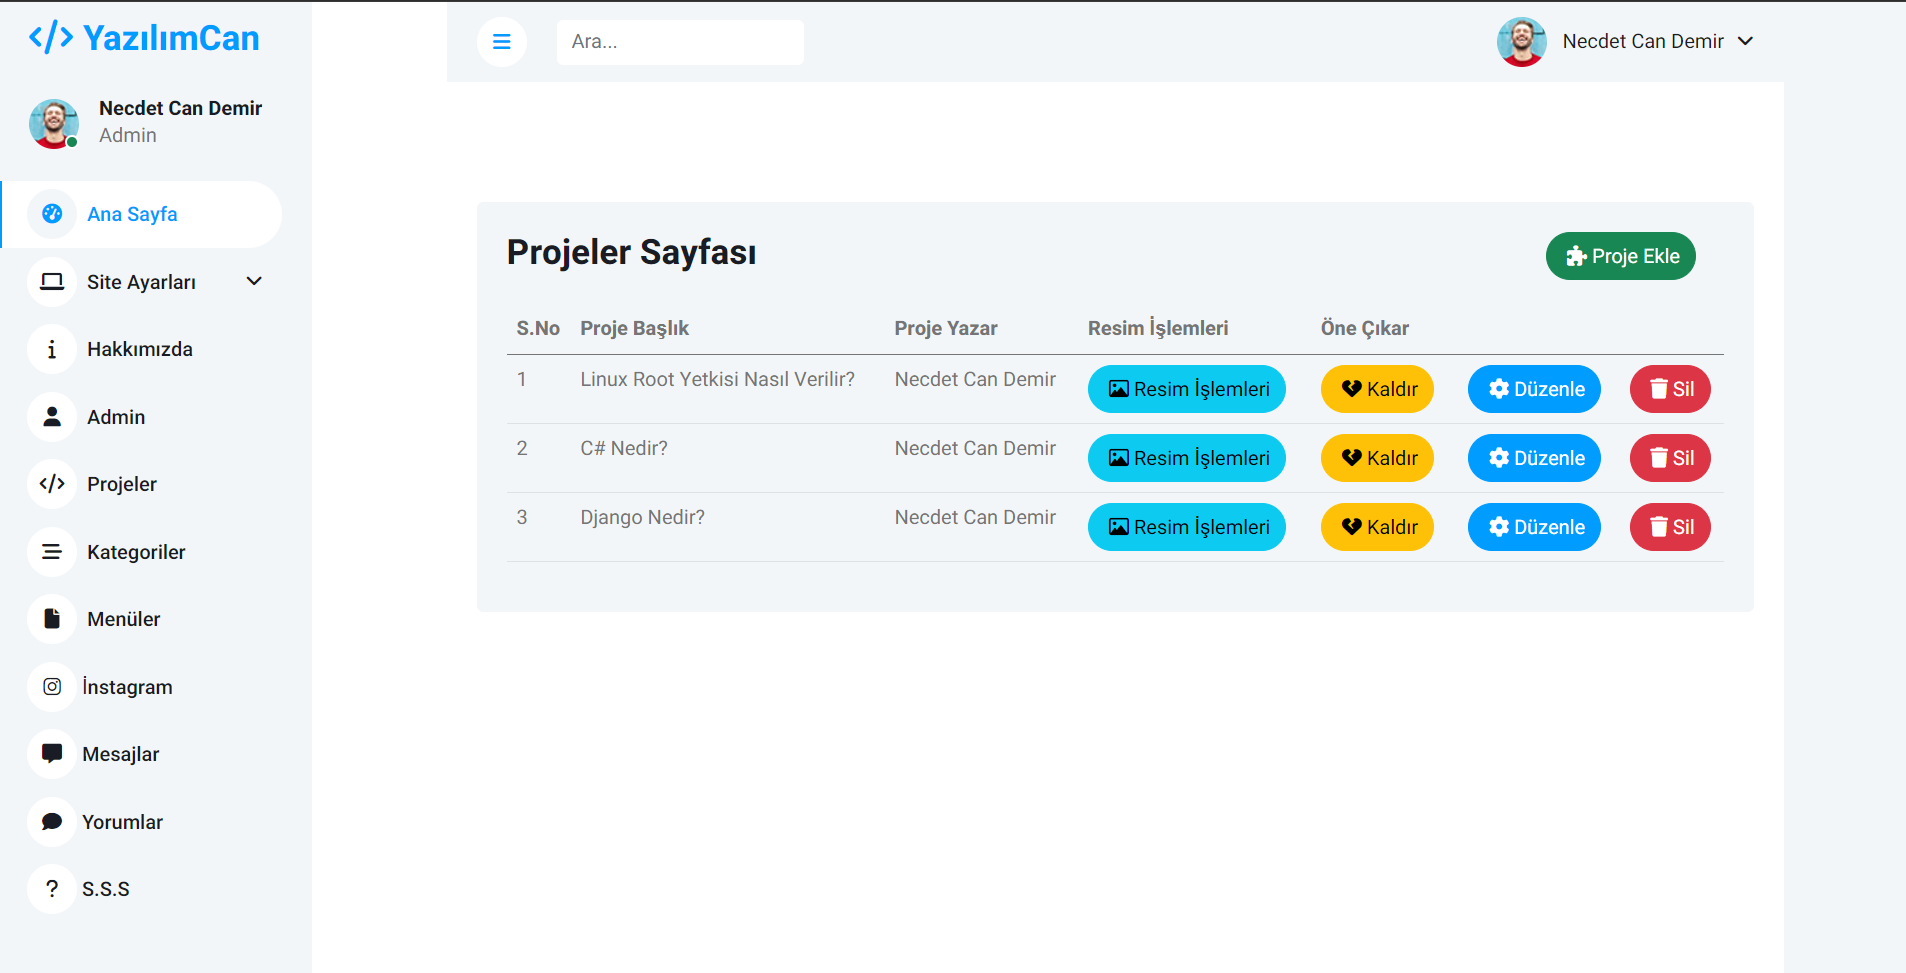 </> YazılımCan
Necdet Can Demir
Admin
Ana Sayfa
Site Ayarları
Hakkımızda
Admin
Projeler
Kategoriler
Menüler
İnstagram
Mesajlar
Yorumlar
S.S.S
Ara...
Necdet Can Demir
Projeler Sayfası
Proje Ekle
S.No Proje Başlık Proje Yazar Resim İşlemleri Öne Çıkar
1 Linux Root Yetkisi Nasıl Verilir? Necdet Can Demir Resim İşlemleri Kaldır Düzenle Sil
2 C# Nedir? Necdet Can Demir Resim İşlemleri Kaldır Düzenle Sil
3 Django Nedir? Necdet Can Demir Resim İşlemleri Kaldır Düzenle Sil